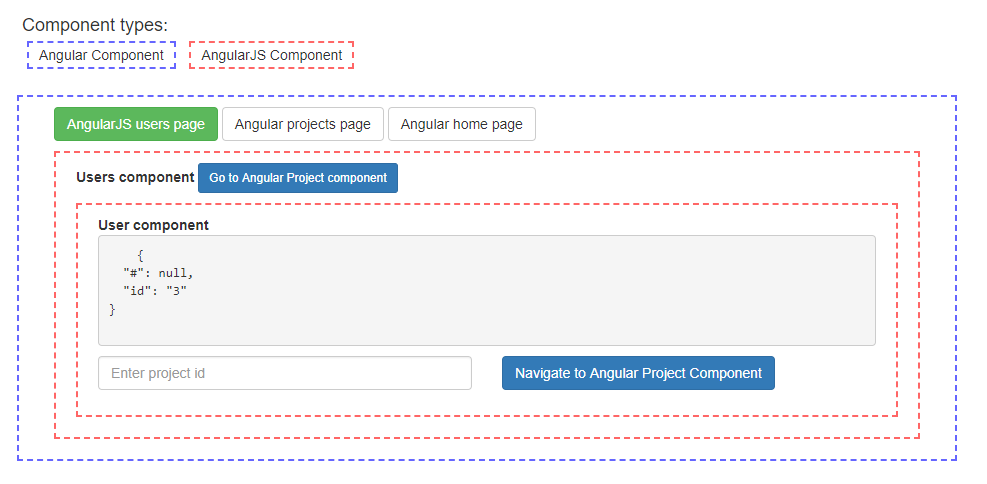 Component types:
Angular Component AngularJS Component
AngularJS users page Angular projects page Angular home page
Users component Go to Angular Project component
User component
{
"#": null,
"id": "3"
}
Enter project id Navigate to Angular Project Component